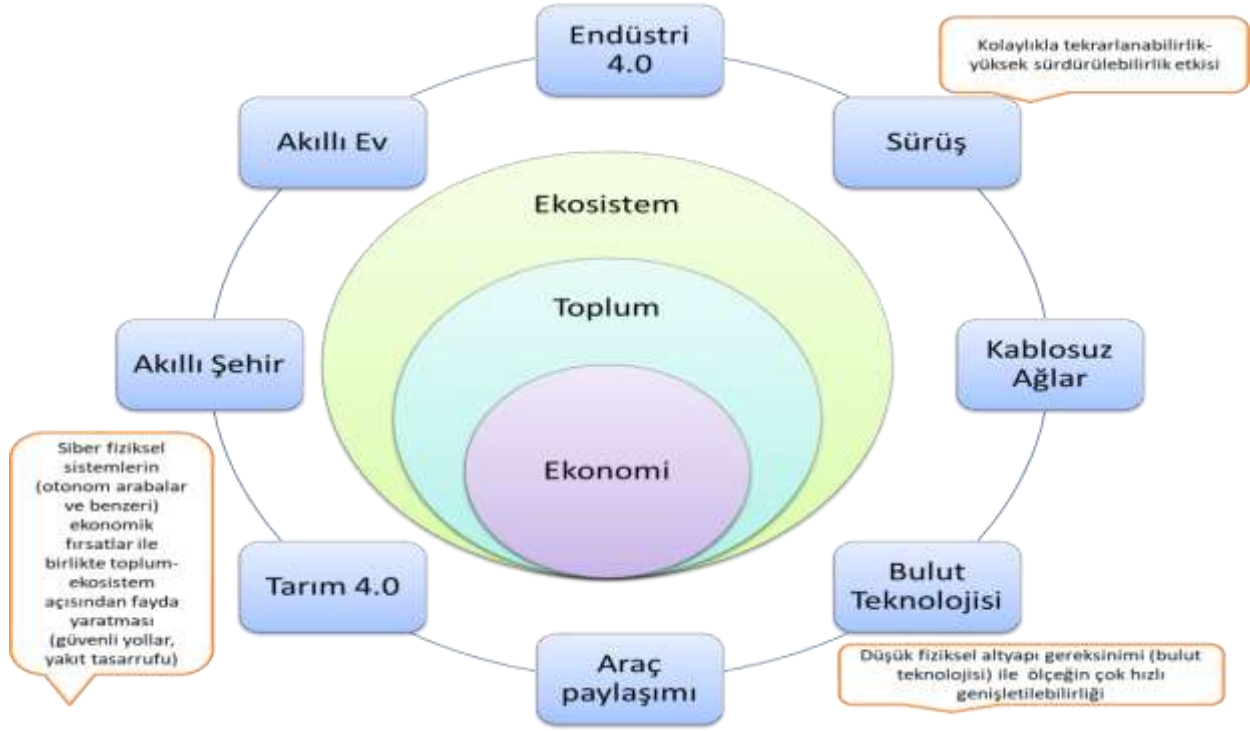 Endüstri
4.0
Kolaylıkla tekrarlanabilirlik-
yüksek sürdürülebilirlik etkisi
Akıllı Ev
Sürüş
Ekosistem
Toplum
Akıllı Şehir
Kablosuz
Ağlar
Ekonomi
Siber fiziksel
sistemlerin
(otonom arabalar
ve benzeri)
ekonomik
fırsatlar ile
birlikte toplum-
ekosistem
açısından fayda
yaratması
(güvenli yollar,
yakıt tasarrufu)
Tarım 4.0
Bulut
Teknolojisi
Araç
paylaşımı
Düşük fiziksel altyapı gereksinimi (bulut
teknolojisi) ile ölçeğin çok hızlı
genişletilebilirliği